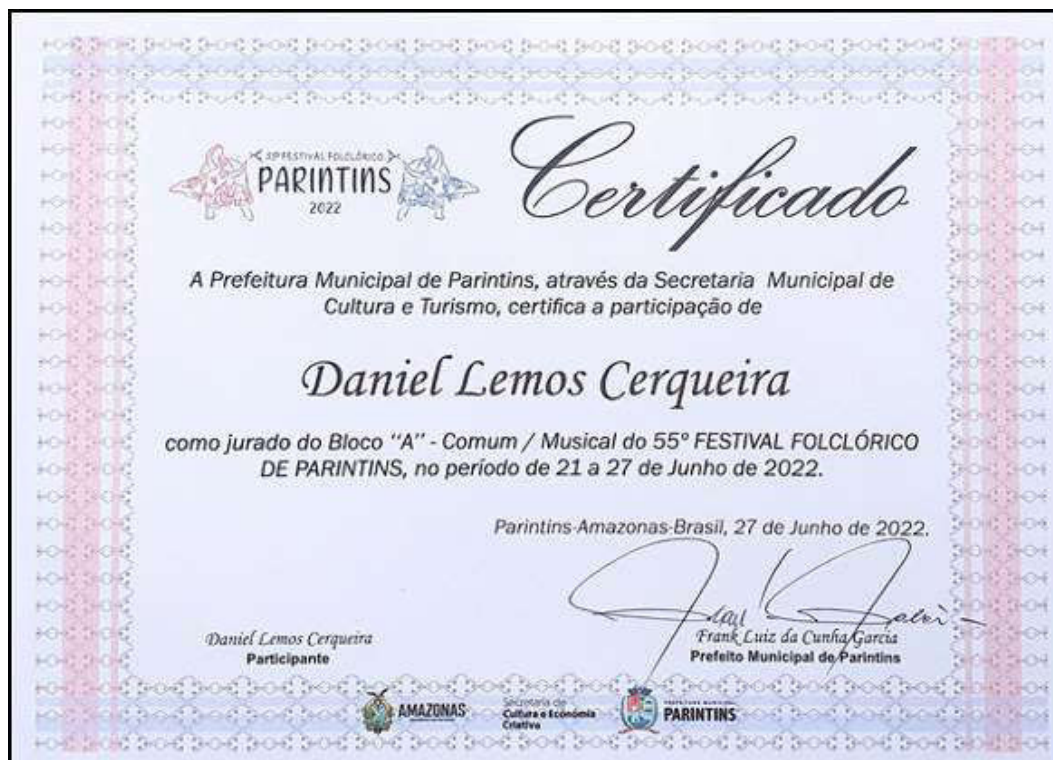 55º FESTIVAL FOLCLÓRICO
PARINTINS
2022
Certificado
A Prefeitura Municipal de Parintins, através da Secretaria Municipal de
Cultura e Turismo, certifica a participação de
Daniel Lemos Cerqueira
como jurado do Bloco “A” - Comum / Musical do 55º FESTIVAL FOLCLÓRICO
DE PARINTINS, no período de 21 a 27 de Junho de 2022.
Parintins-Amazonas-Brasil, 27 de Junho de 2022.
Daniel Lemos Cerqueira
Participante
Frank Luiz da Cunha Garcia
Prefeito Municipal de Parintins
AMAZONAS
Secretaria de
Cultura e Economia
Criativa
PREFEITURA MUNICIPAL
PARINTINS